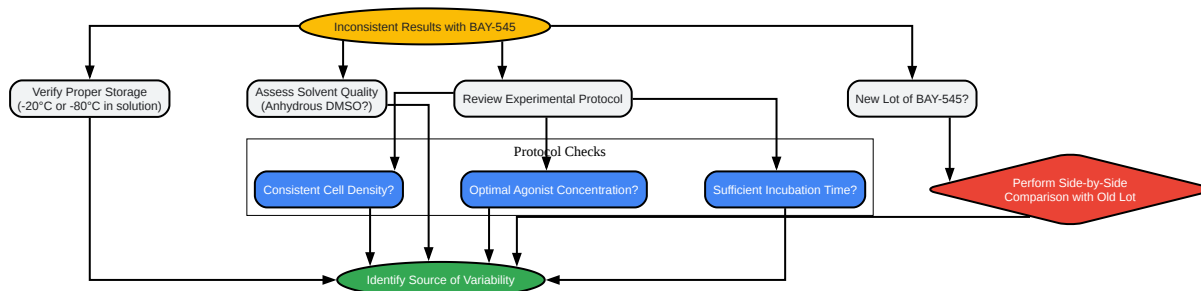 Inconsistent Results with BAY-545
Verify Proper Storage
(-20°C or -80°C in solution)
Assess Solvent Quality
(Anhydrous DMSO?)
Review Experimental Protocol
New Lot of BAY-545?
Protocol Checks
Consistent Cell Density?
Optimal Agonist Concentration?
Sufficient Incubation Time?
Perform Side-by-Side
Comparison with Old Lot
Identify Source of Variability